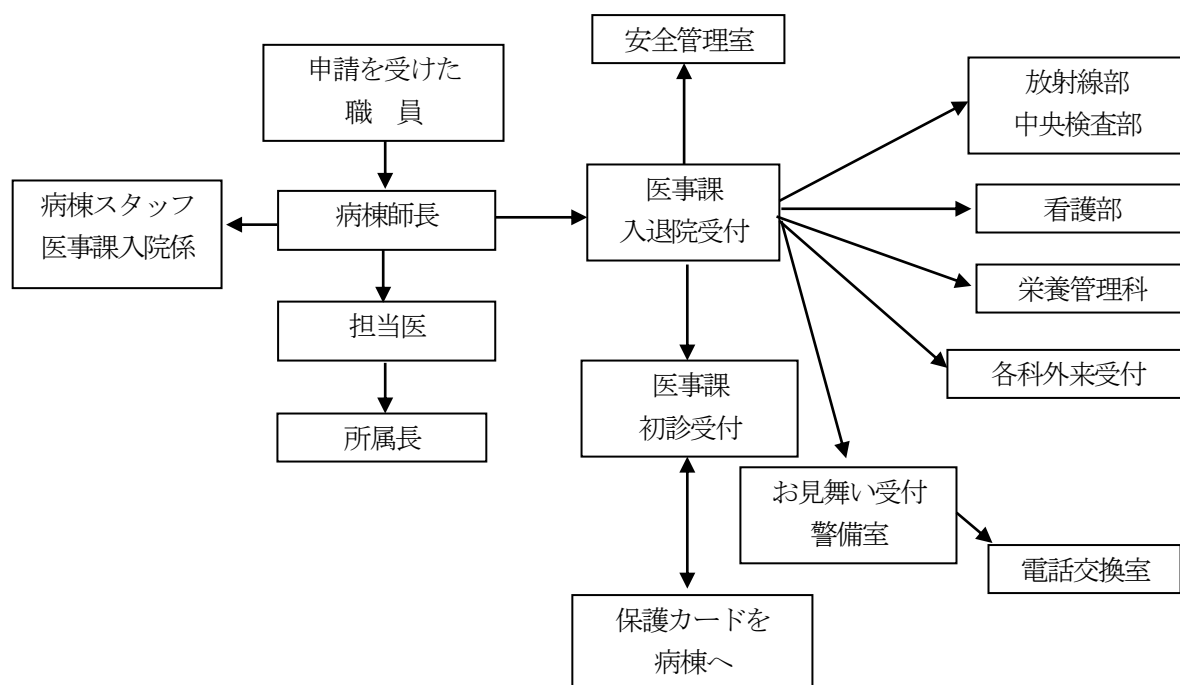 安全管理室
申請を受けた
職　員
放射線部
中央検査部
病棟スタッフ
医事課入院係
病棟師長
医事課
入退院受付
看護部
栄養管理科
担当医
医事課
初診受付
各科外来受付
所属長
お見舞い受付
警備室
電話交換室
保護カードを
病棟へ